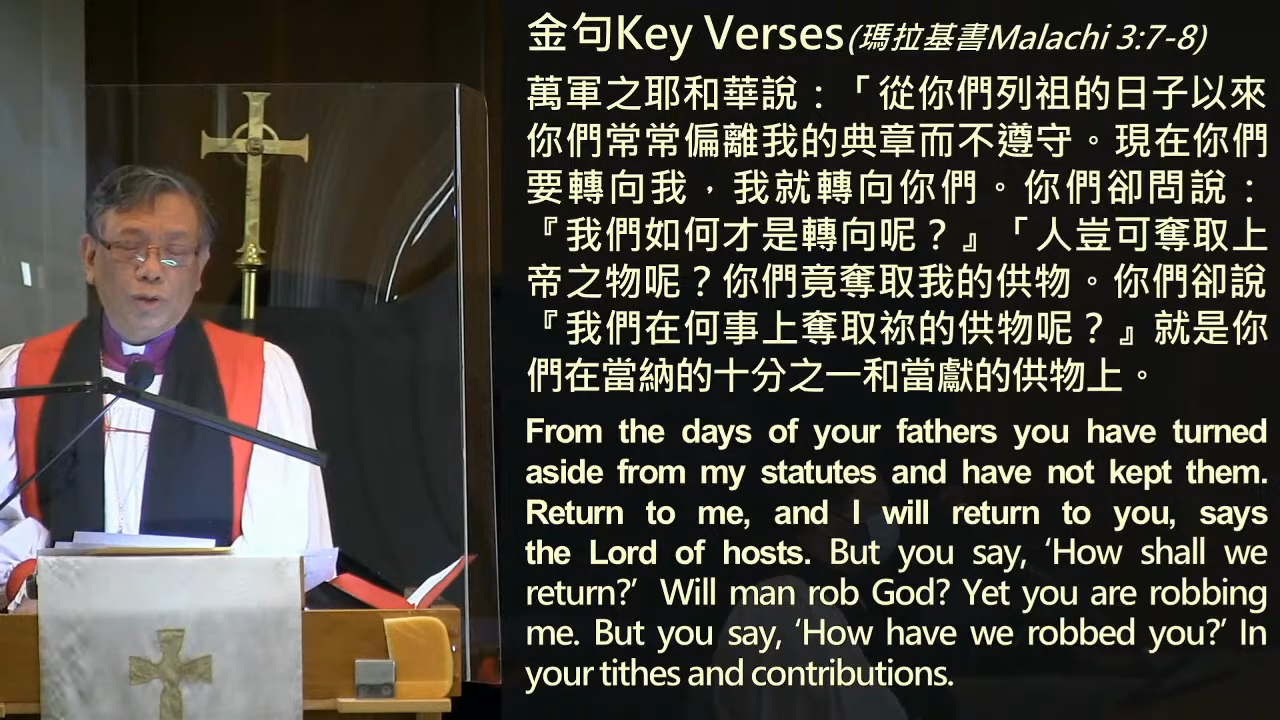 金句Key Verses(瑪拉基書Malachi 3:7-8)
萬軍之耶和華說：「從你們列祖的日子以來
你們常常偏離我的典章而不遵守。現在你們
要轉向我，我就轉向你們。你們卻問說：
『我們如何才是轉向呢？』「人豈可奪取上
帝之物呢？你們竟奪取我的供物。你們卻說
『我們在何事上奪取祢的供物呢？』就是你
們在當納的十分之一和當獻的供物上。
From the days of your fathers you have turned
aside from my statutes and have not kept them.
Return to me, and I will return to you, says
the Lord of hosts. But you say, ‘How shall we
return?’ Will man rob God? Yet you are robbing
me. But you say, ‘How have we robbed you?’ In
your tithes and contributions.